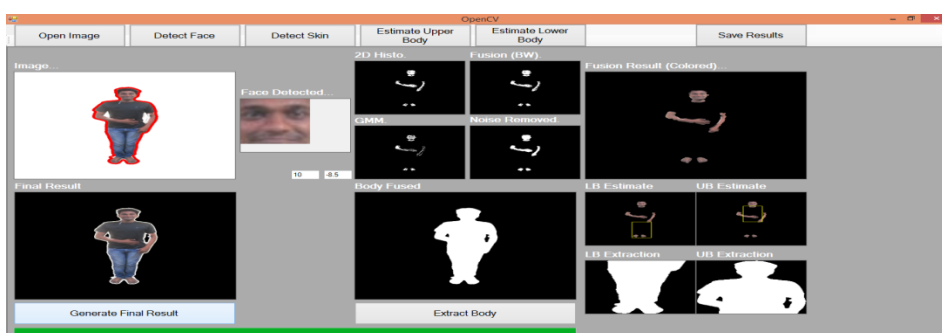 OpenCV
Open Image
Detect Face
Detect Skin
Estimate Upper
Body
Estimate Lower
Body
Save Results
Image...
Face Detected...
2D Histo.
Fusion (BW).
Fusion Result (Colored)...
GMM.
Noise Removed.
10
-8.5
Final Result
Body Fused
LB Estimate
UB Estimate
LB Extraction
UB Extraction
Generate Final Result
Extract Body